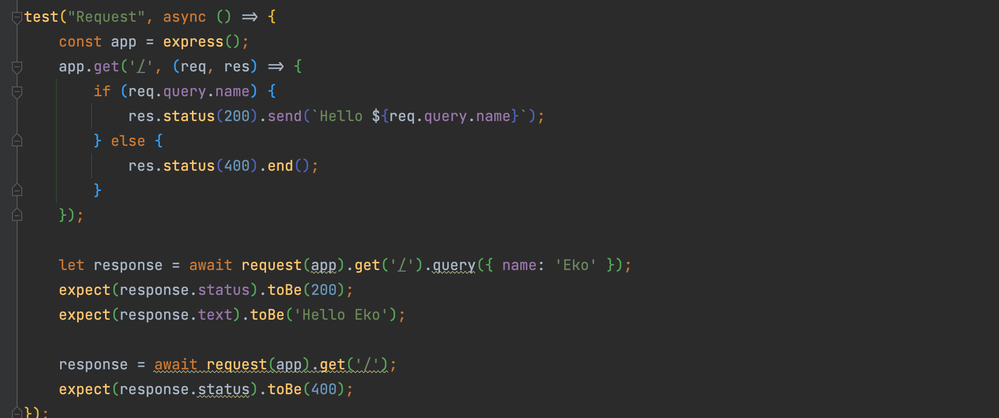 test("Request", async () => {
    const app = express();
    app.get('/', (req, res) => {
        if (req.query.name) {
            res.status(200).send(`Hello ${req.query.name}`);
        } else {
            res.status(400).end();
        }
    });

    let response = await request(app).get('/').query({ name: 'Eko' });
    expect(response.status).toBe(200);
    expect(response.text).toBe('Hello Eko');

    response = await request(app).get('/');
    expect(response.status).toBe(400);
});